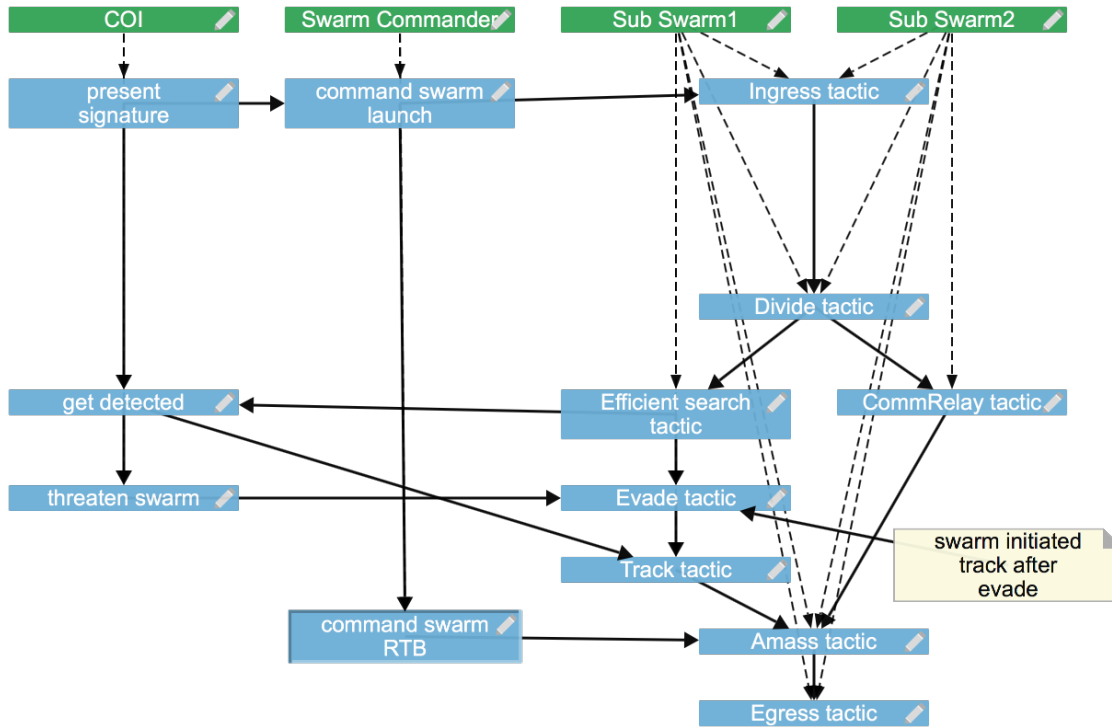 COI
Swarm Commander
Sub Swarm1
Sub Swarm2
present
signature
command swarm
launch
Ingress tactic
Divide tactic
get detected
Efficient search
tactic
CommRelay tactic
threaten swarm
Evade tactic
swarm initiated
track after
evade
Track tactic
command swarm
RTB
Amass tactic
Egress tactic